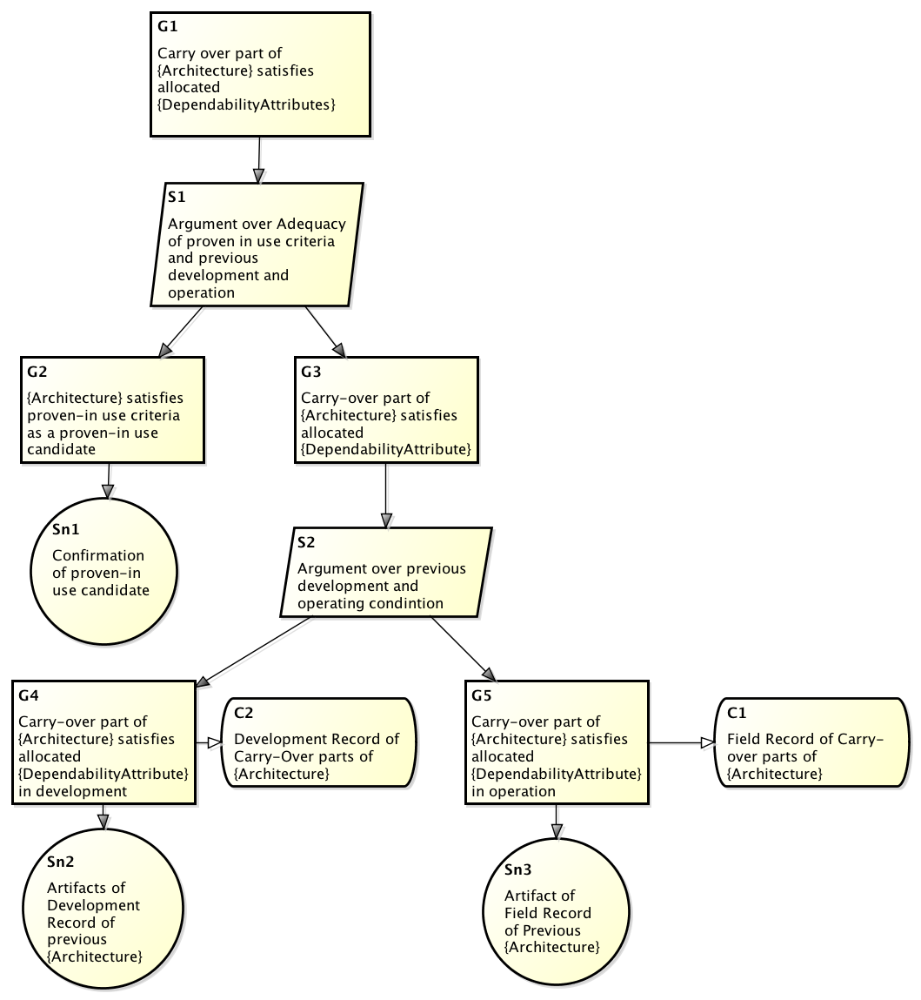 G1
Carry over part of
{Architecture} satisfies
allocated
{DependabilityAttributes}
S1
Argument over Adequacy
of proven in use criteria
and previous
development and
operation
G2
{Architecture} satisfies
proven-in use criteria
as a proven-in use
candidate
G3
Carry-over part of
{Architecture} satisfies
allocated
{DependabilityAttribute}
Sn1
Confirmation
of proven-in
use candidate
S2
Argument over previous
development and
operating condintion
G4
Carry-over part of
{Architecture} satisfies
allocated
{DependabilityAttribute}
in development
C2
Development Record of
Carry-Over parts of
{Architecture}
G5
Carry-over part of
{Architecture} satisfies
allocated
{DependabilityAttribute}
in operation
C1
Field Record of Carry-
over parts of
{Architecture}
Sn2
Artifacts of
Development
Record of
previous
{Architecture}
Sn3
Artifact of
Field Record
of Previous
{Architecture}